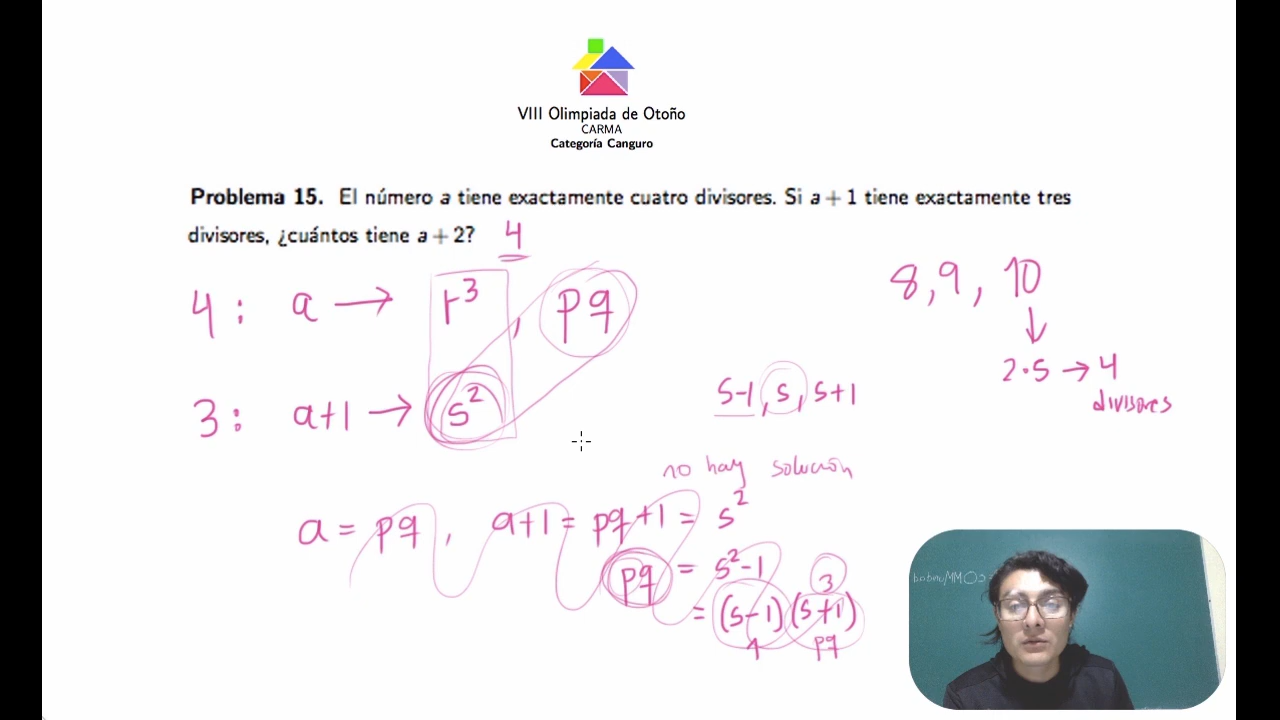 VIII Olimpiada de Otoño
CARMA
Categoría Canguro
Problema 15. El número a tiene exactamente cuatro divisores. Si a + 1 tiene exactamente tres
divisores, ¿cuántos tiene a + 2? 4
4 : a → r³ , pq
8, 9, 10
2·5 → 4
divisores
3 : a+1 → s²
s-1, s, s+1
no hay solución
a = pq , a+1 = pq +1 = s²
pq = s²-1
3
= (s-1)(s+1)
1 pq